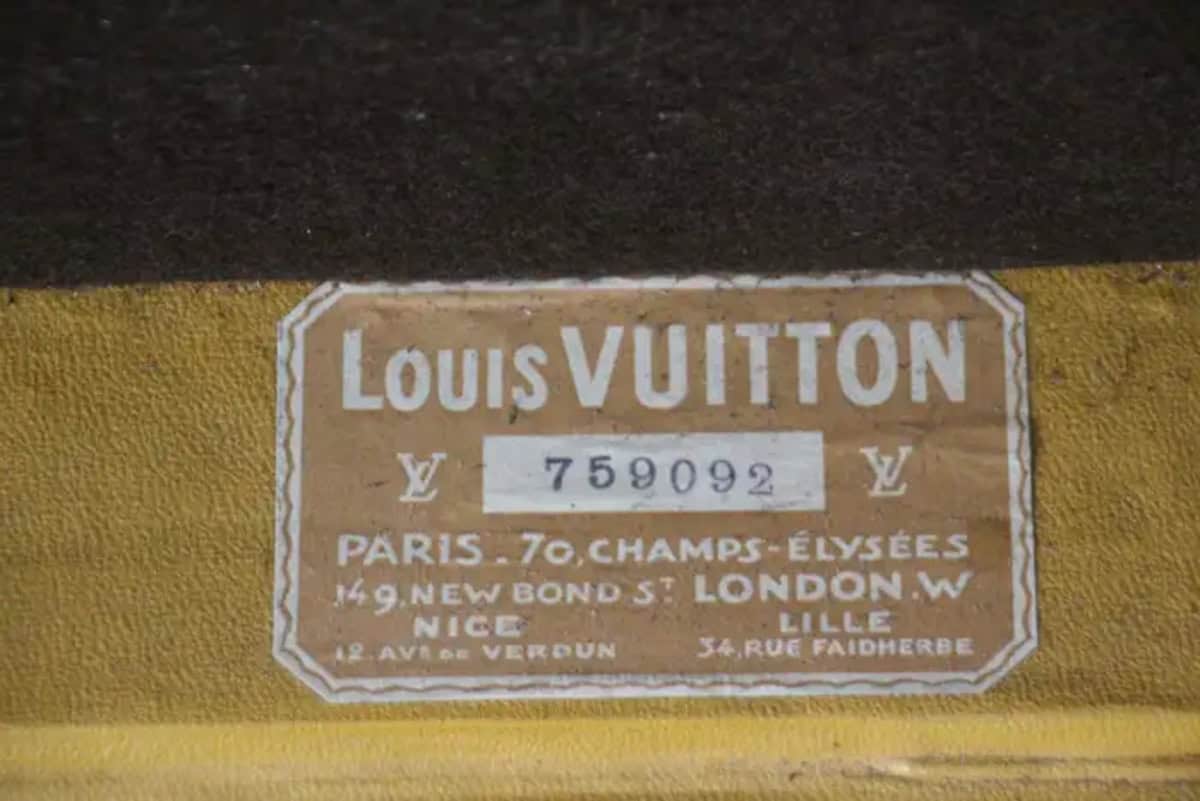 LOUIS VUITTON
LV 759092 LV
PARIS - 70, CHAMPS-ÉLYSÉES
149, NEW BOND ST LONDON.W
NICE LILLE
12 AVE DE VERDUN 34, RUE FAIDHERBE